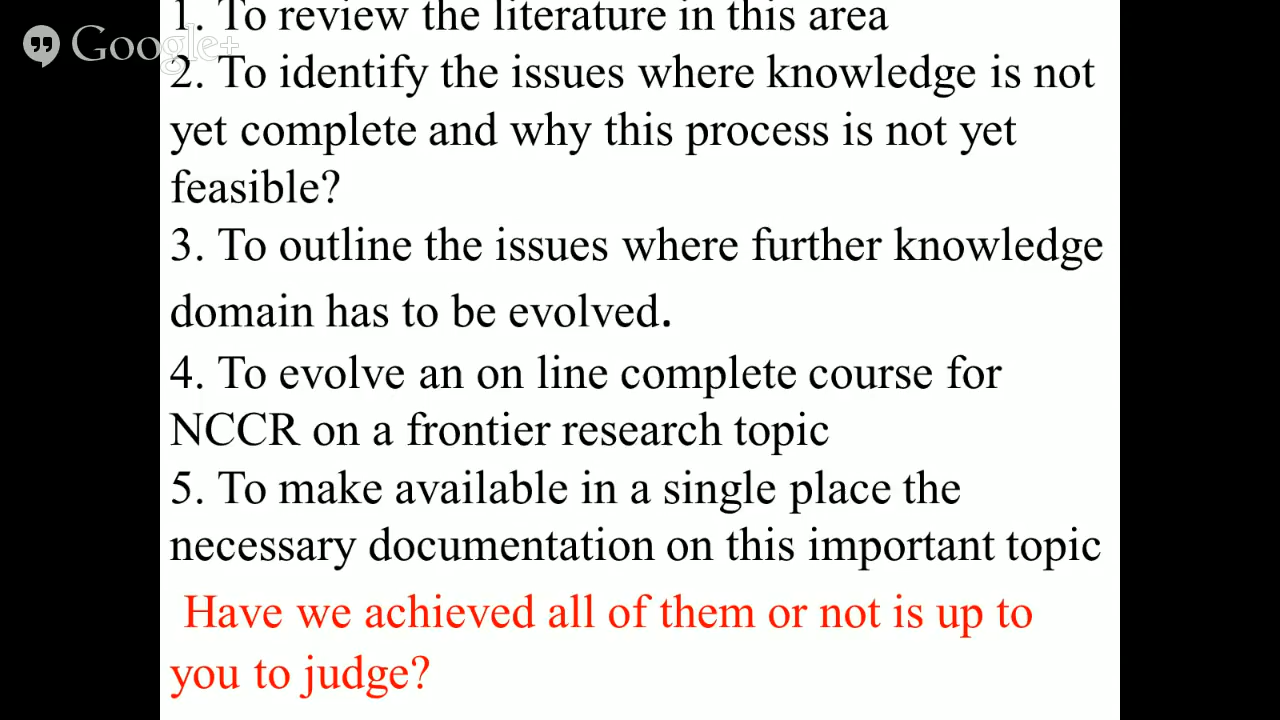 1. To review the literature in this area
Google+
2. To identify the issues where knowledge is not
yet complete and why this process is not yet
feasible?
3. To outline the issues where further knowledge
domain has to be evolved.
4. To evolve an on line complete course for
NCCR on a frontier research topic
5. To make available in a single place the
necessary documentation on this important topic
Have we achieved all of them or not is up to
you to judge?